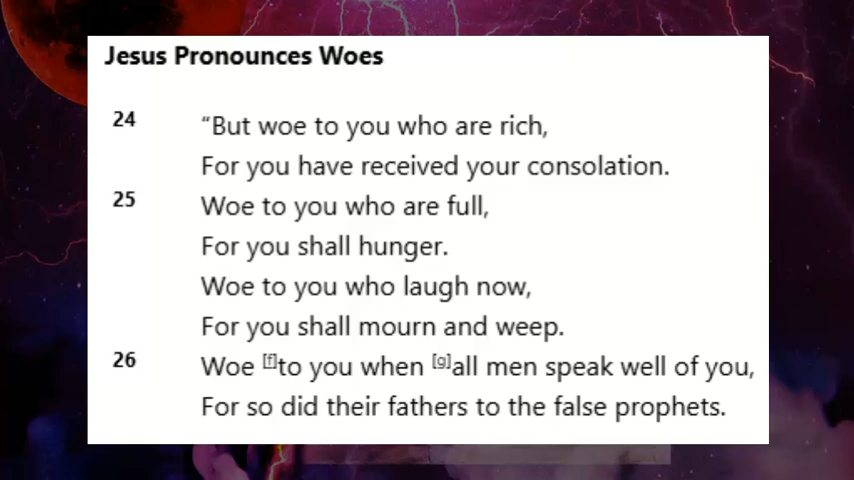 Jesus Pronounces Woes
24 “But woe to you who are rich,
For you have received your consolation.
25 Woe to you who are full,
For you shall hunger.
Woe to you who laugh now,
For you shall mourn and weep.
26 Woe [f]to you when [g]all men speak well of you,
For so did their fathers to the false prophets.